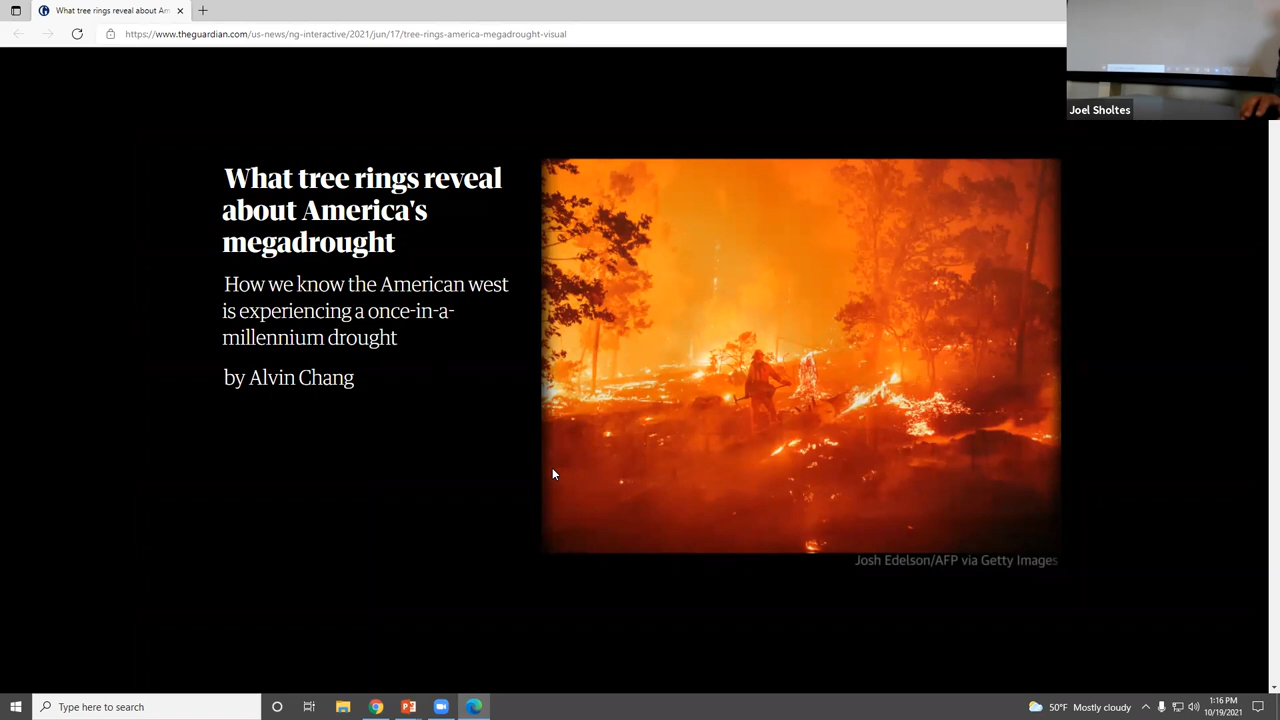 What tree rings reveal about Am
https://www.theguardian.com/us-news/ng-interactive/2021/jun/17/tree-rings-america-megadrought-visual
Joel Sholtes
What tree rings reveal
about America's
megadrought
How we know the American west
is experiencing a once-in-a-
millennium drought
by Alvin Chang
Josh Edelson/AFP via Getty Images
Type here to search
50°F Mostly cloudy
1:16 PM
10/19/2021